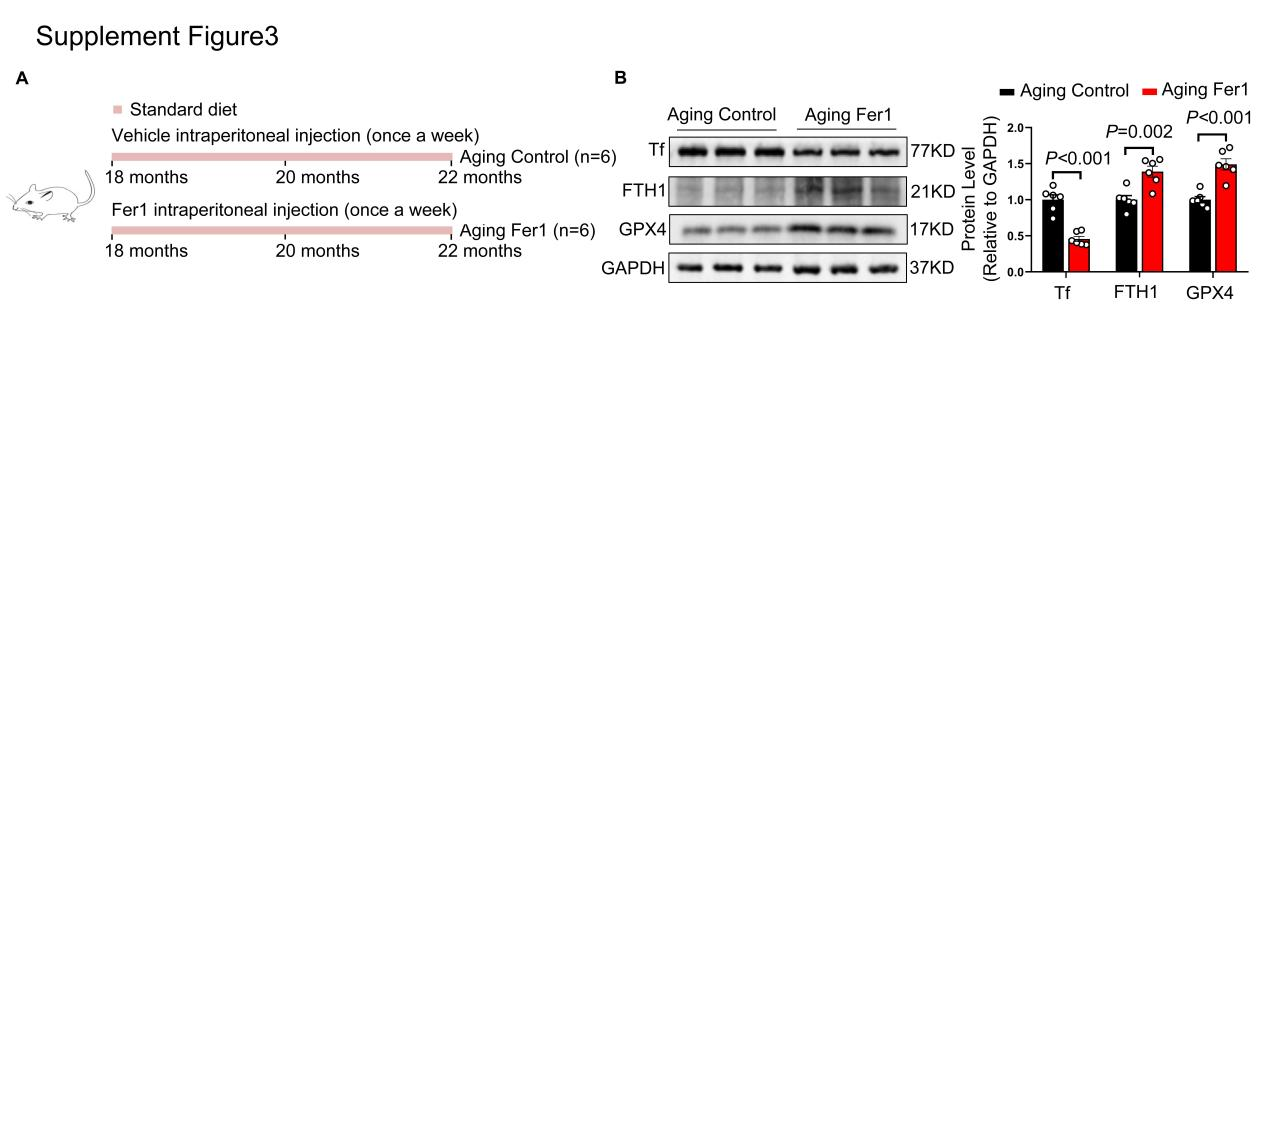 Supplement Figure3
A
Standard diet
Vehicle intraperitoneal injection (once a week)
Aging Control (n=6)
18 months 20 months 22 months
Fer1 intraperitoneal injection (once a week)
Aging Fer1 (n=6)
18 months 20 months 22 months
B
Aging Control Aging Fer1
Tf 77KD
FTH1 21KD
GPX4 17KD
GAPDH 37KD
Aging Control Aging Fer1
Protein Level
(Relative to GAPDH)
2.0
1.5
1.0
0.5
0.0
P<0.001
P=0.002
P<0.001
Tf FTH1 GPX4